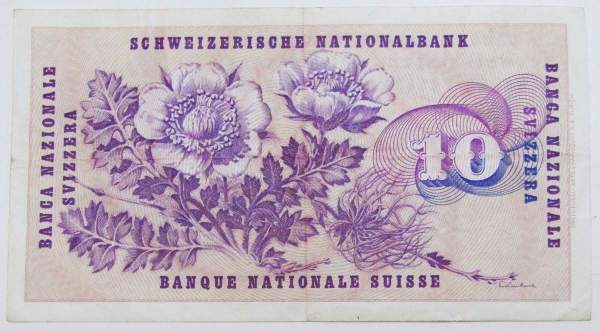 SCHWEIZERISCHE NATIONALBANK
BANCA NAZIONALE
SVIZZERA
10
BANCA NAZIONALE
SVIZZERA
BANQUE NATIONALE SUISSE